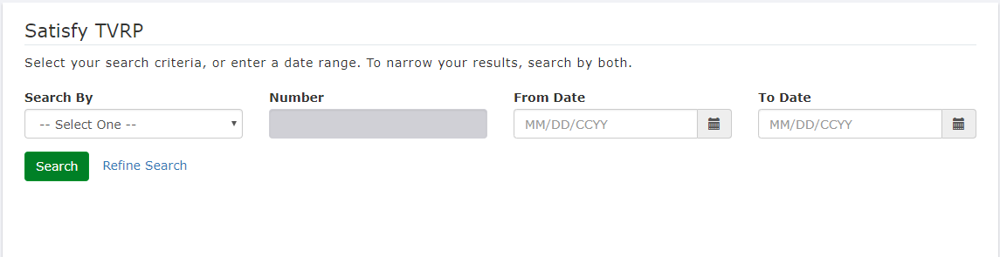 Satisfy TVRP
Select your search criteria, or enter a date range. To narrow your results, search by both.
Search By Number From Date To Date
-- Select One -- MM/DD/CCYY MM/DD/CCYY
Search Refine Search